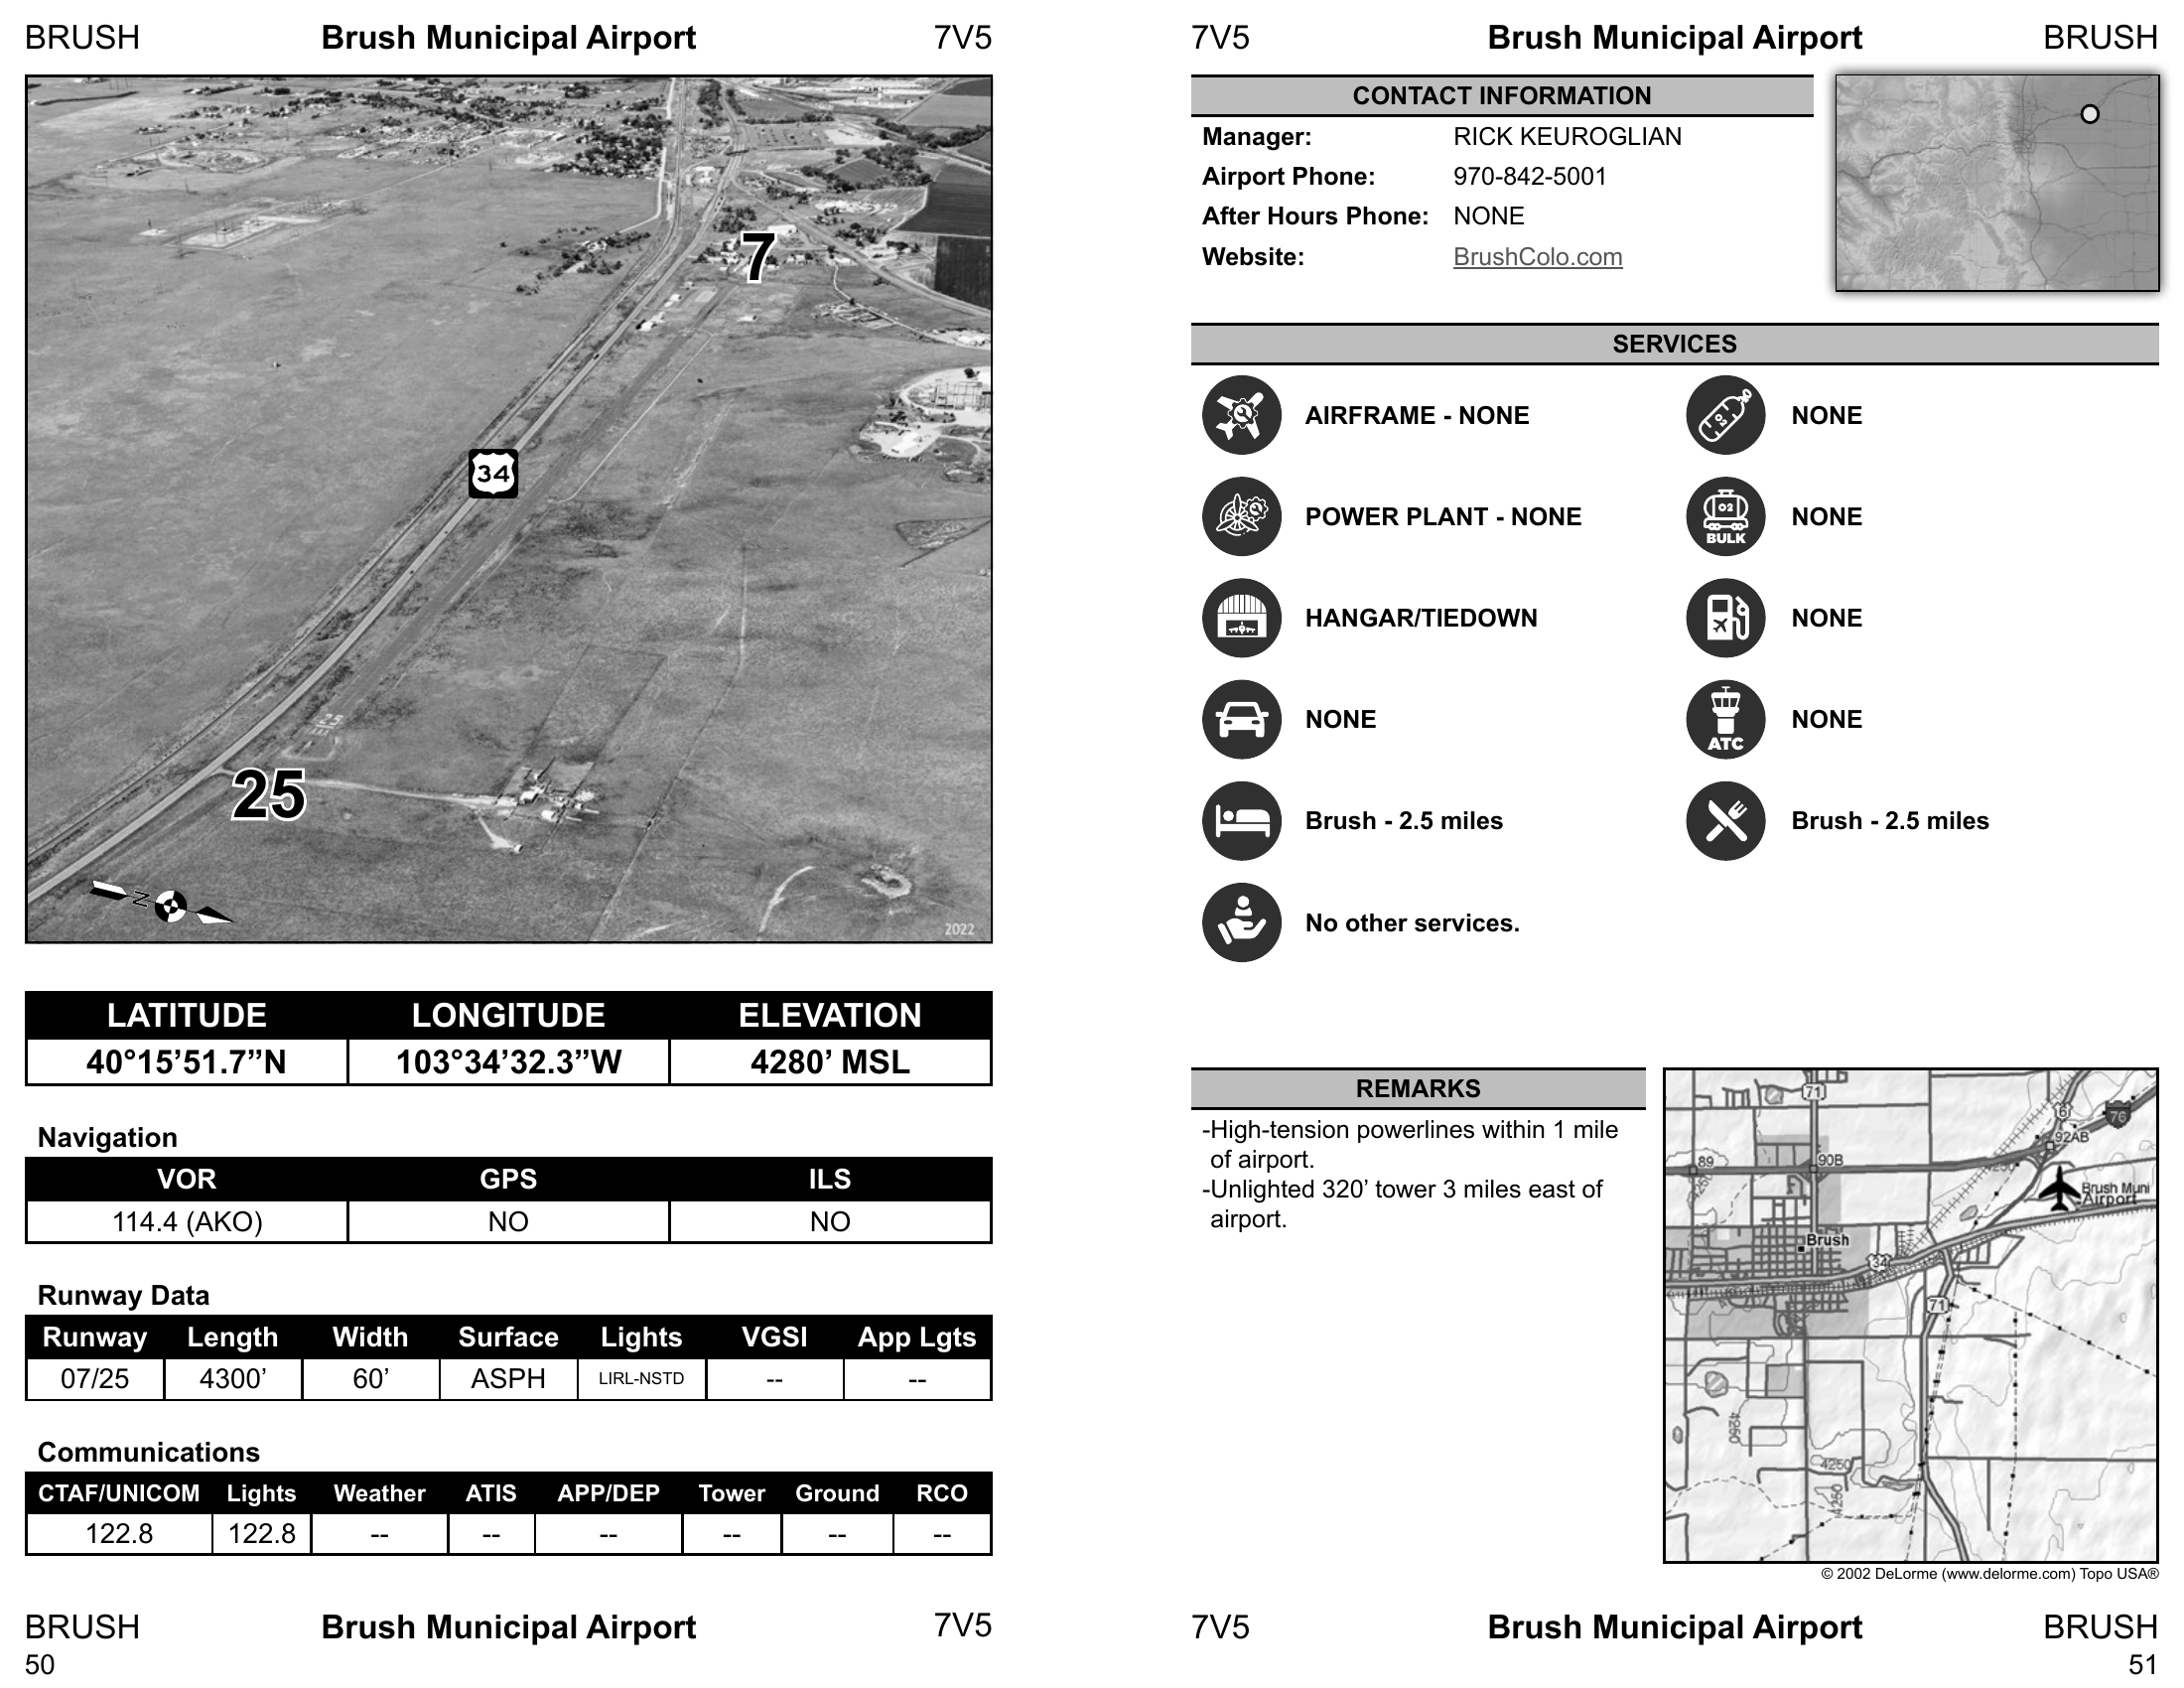 BRUSH Brush Municipal Airport 7V5
7
34
25
N
2022
LATITUDE LONGITUDE ELEVATION
40°15’51.7”N 103°34’32.3”W 4280’ MSL
Navigation
VOR GPS ILS
114.4 (AKO) NO NO
Runway Data
Runway Length Width Surface Lights VGSI App Lgts
07/25 4300’ 60’ ASPH LIRL-NSTD -- --
Communications
CTAF/UNICOM Lights Weather ATIS APP/DEP Tower Ground RCO
122.8 122.8 -- -- -- -- -- --
BRUSH Brush Municipal Airport 7V5
50
7V5 Brush Municipal Airport BRUSH
CONTACT INFORMATION
Manager: RICK KEUROGLIAN
Airport Phone: 970-842-5001
After Hours Phone: NONE
Website: BrushColo.com
SERVICES
AIRFRAME - NONE O2 NONE
POWER PLANT - NONE O2 BULK NONE
HANGAR/TIEDOWN NONE
NONE ATC NONE
Brush - 2.5 miles Brush - 2.5 miles
No other services.
REMARKS
-High-tension powerlines within 1 mile
of airport.
-Unlighted 320’ tower 3 miles east of
airport.
71
6
76
92AB
89
90B
4250
Brush Muni
Airport
Brush
34
71
4250
4250
4250
© 2002 DeLorme (www.delorme.com) Topo USA®
7V5 Brush Municipal Airport BRUSH
51